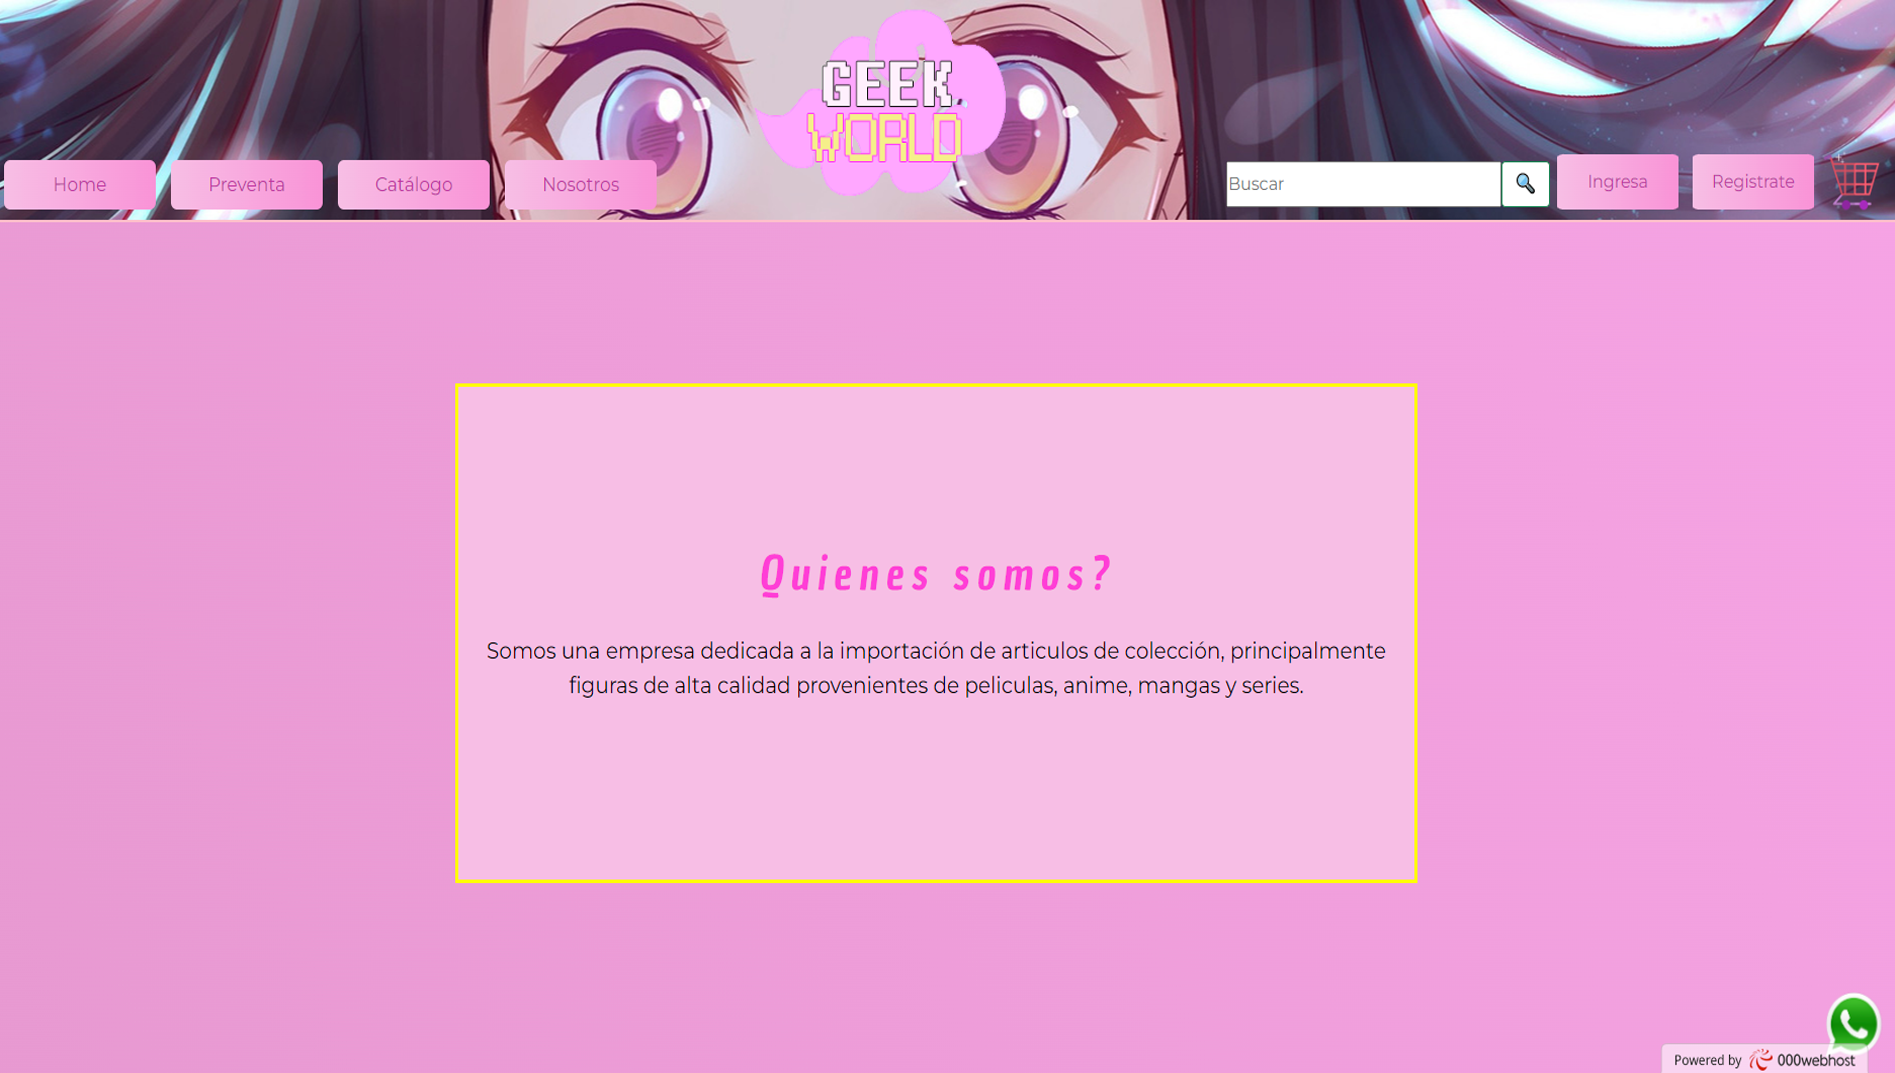 GEEK
WORLD
Home
Preventa
Catálogo
Nosotros
Buscar
Ingresa
Registrate
Quienes somos?
Somos una empresa dedicada a la importación de articulos de colección, principalmente
figuras de alta calidad provenientes de peliculas, anime, mangas y series.
Powered by 000webhost